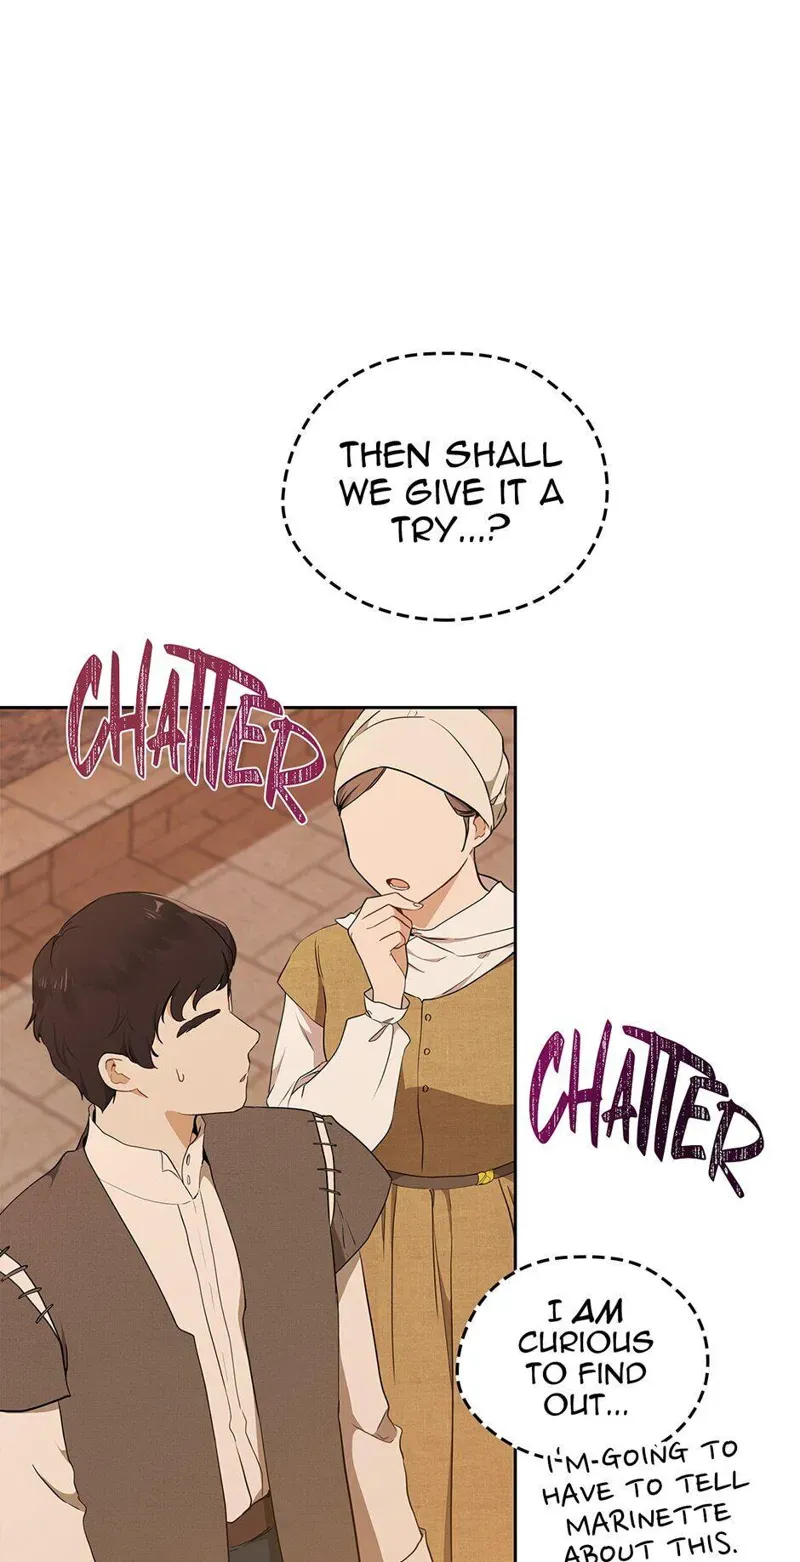 THEN SHALL
WE GIVE IT A
TRY...?
CHATTER
CHATTER
I AM
CURIOUS
TO FIND
OUT...
I'M-GOING TO
HAVE TO TELL
MARINETTE
ABOUT THIS.